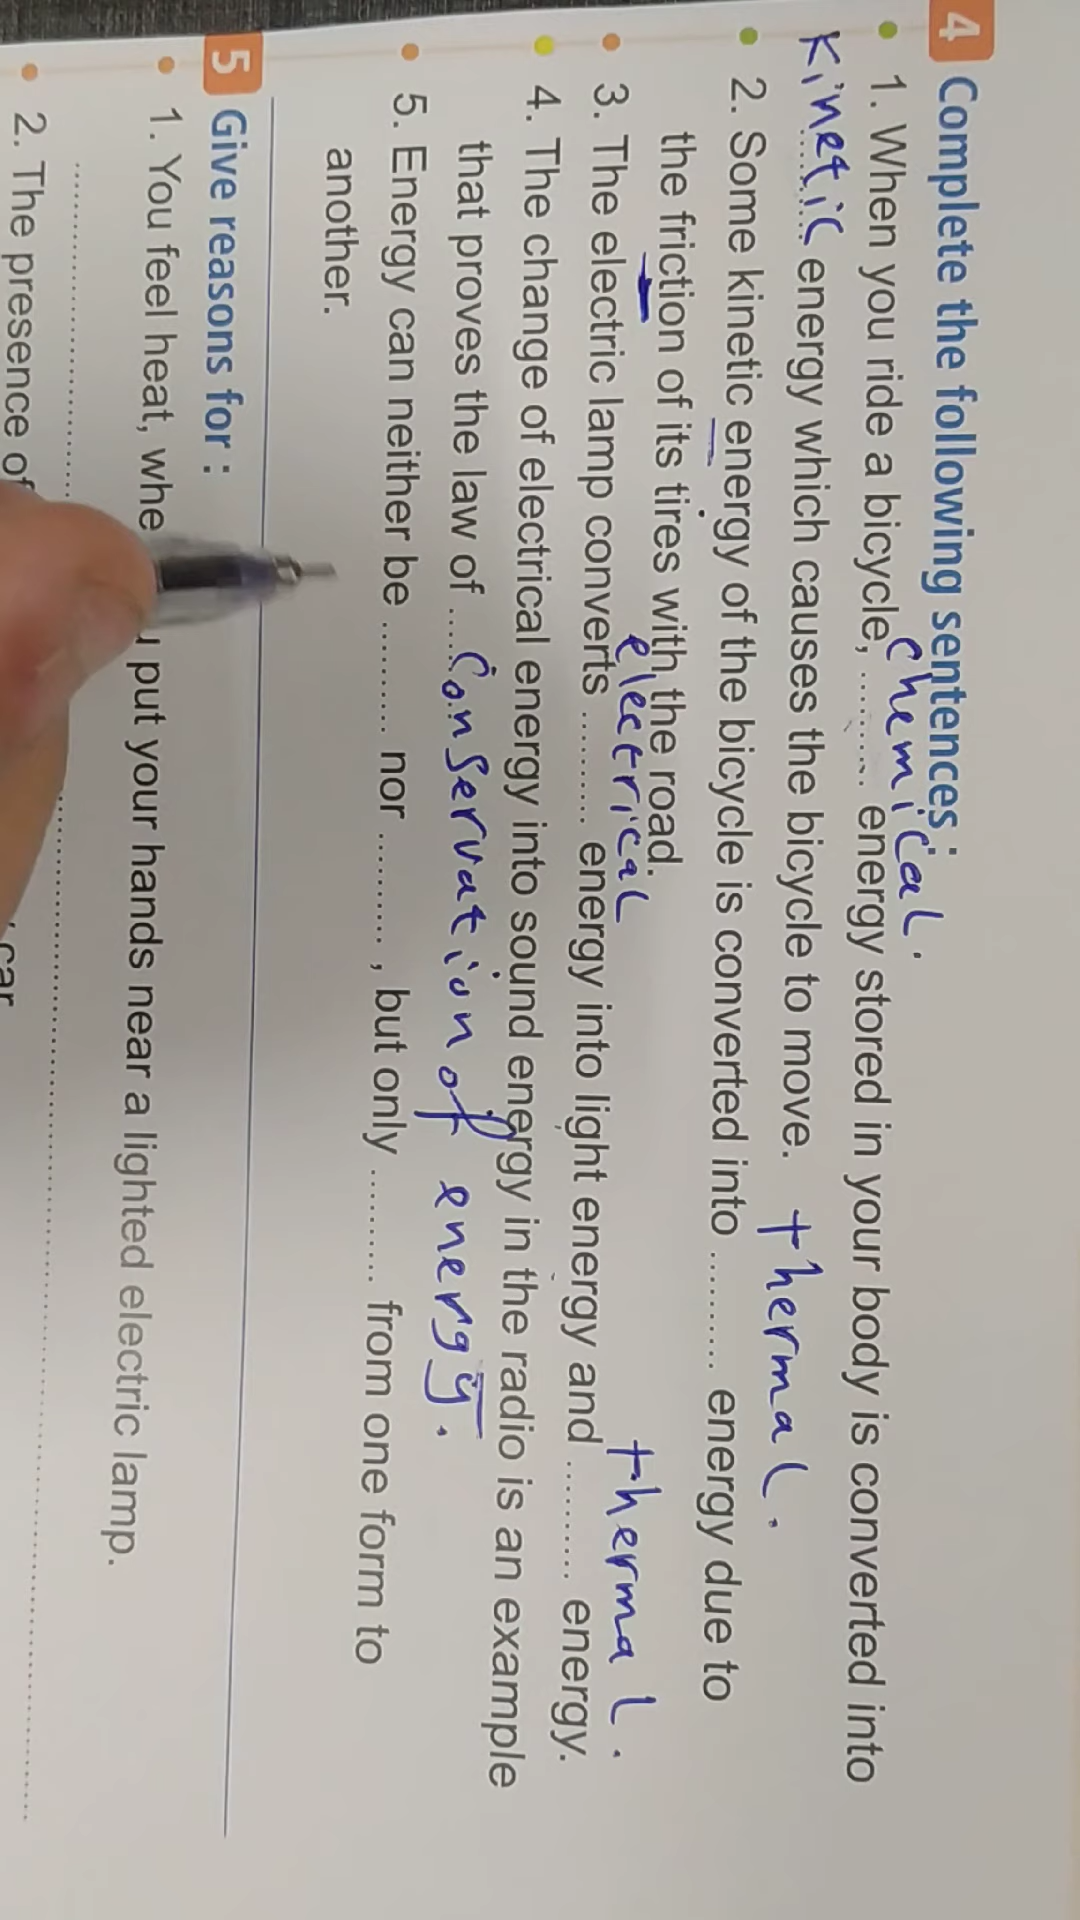 4 Complete the following sentences :
chemical.
1. When you ride a bicycle, .......... energy stored in your body is converted into
kinetic energy which causes the bicycle to move.
thermal.
2. Some kinetic energy of the bicycle is converted into .......... energy due to
the friction of its tires with the road.
electrical thermal.
3. The electric lamp converts .......... energy into light energy and .......... energy.
4. The change of electrical energy into sound energy in the radio is an example
that proves the law of ..... Conservation of energy.
5. Energy can neither be .......... nor .......... , but only .......... from one form to
another.
5 Give reasons for :
1. You feel heat, whe put your hands near a lighted electric lamp.
2. The presence of car